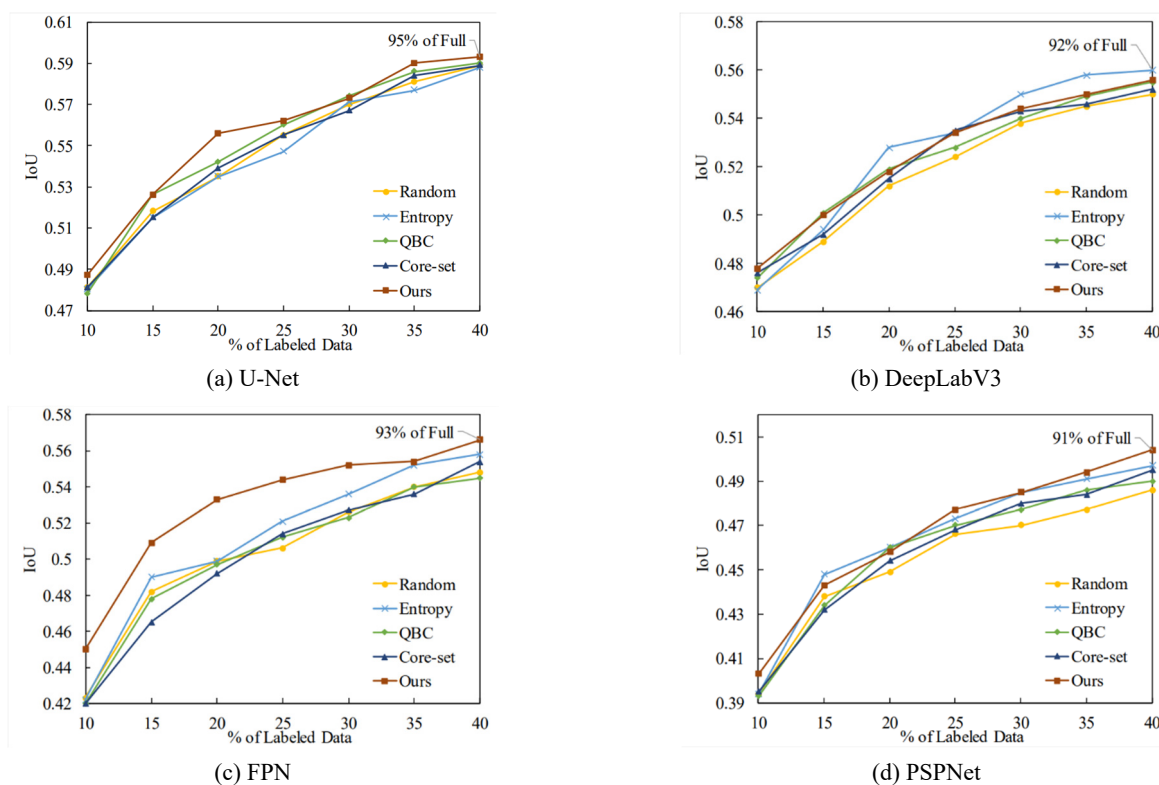 0.61
0.59
0.57
0.55
0.53
0.51
0.49
0.47
IoU
95% of Full
Random
Entropy
QBC
Core-set
Ours
10 15 20 25 30 35 40
% of Labeled Data
(a) U-Net
0.58
0.56
0.54
0.52
0.5
0.48
0.46
IoU
92% of Full
Random
Entropy
QBC
Core-set
Ours
10 15 20 25 30 35 40
% of Labeled Data
(b) DeepLabV3
0.58
0.56
0.54
0.52
0.5
0.48
0.46
0.44
0.42
IoU
93% of Full
Random
Entropy
QBC
Core-set
Ours
10 15 20 25 30 35 40
% of Labeled Data
(c) FPN
0.51
0.49
0.47
0.45
0.43
0.41
0.39
IoU
91% of Full
Random
Entropy
QBC
Core-set
Ours
10 15 20 25 30 35 40
% of Labeled Data
(d) PSPNet